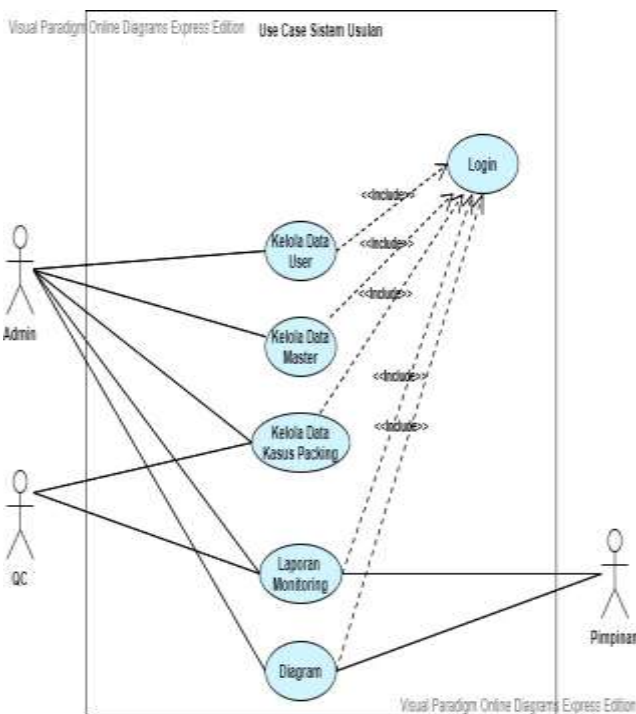 Visual Paradigm Online Diagrams Express Edition
Use Case Sistem Usulan
Login
<<Include>>
Kelola Data
User
<<Include>>
Admin
<<Include>>
Kelola Data
Master
<<Include>>
<<Include>>
Kelola Data
Kasus Packing
QC
Laporan
Monitoring
Pimpinan
Diagram
Visual Paradigm Online Diagrams Express Edition